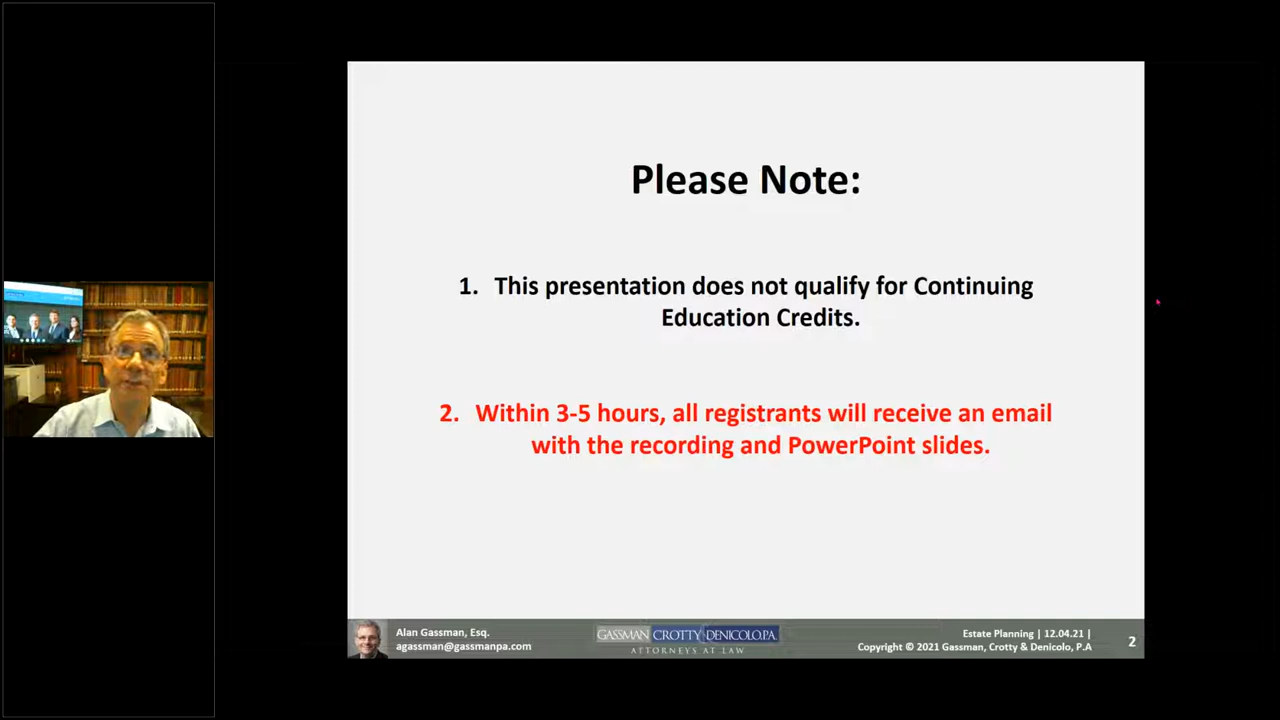 Please Note:
1. This presentation does not qualify for Continuing
Education Credits.
2. Within 3-5 hours, all registrants will receive an email
with the recording and PowerPoint slides.
Alan Gassman, Esq.
agassman@gassmanpa.com
GASSMAN CROTTY DENICOLO, P.A.
ATTORNEYS AT LAW
Estate Planning | 12.04.21 |
Copyright © 2021 Gassman, Crotty & Denicolo, P.A
2